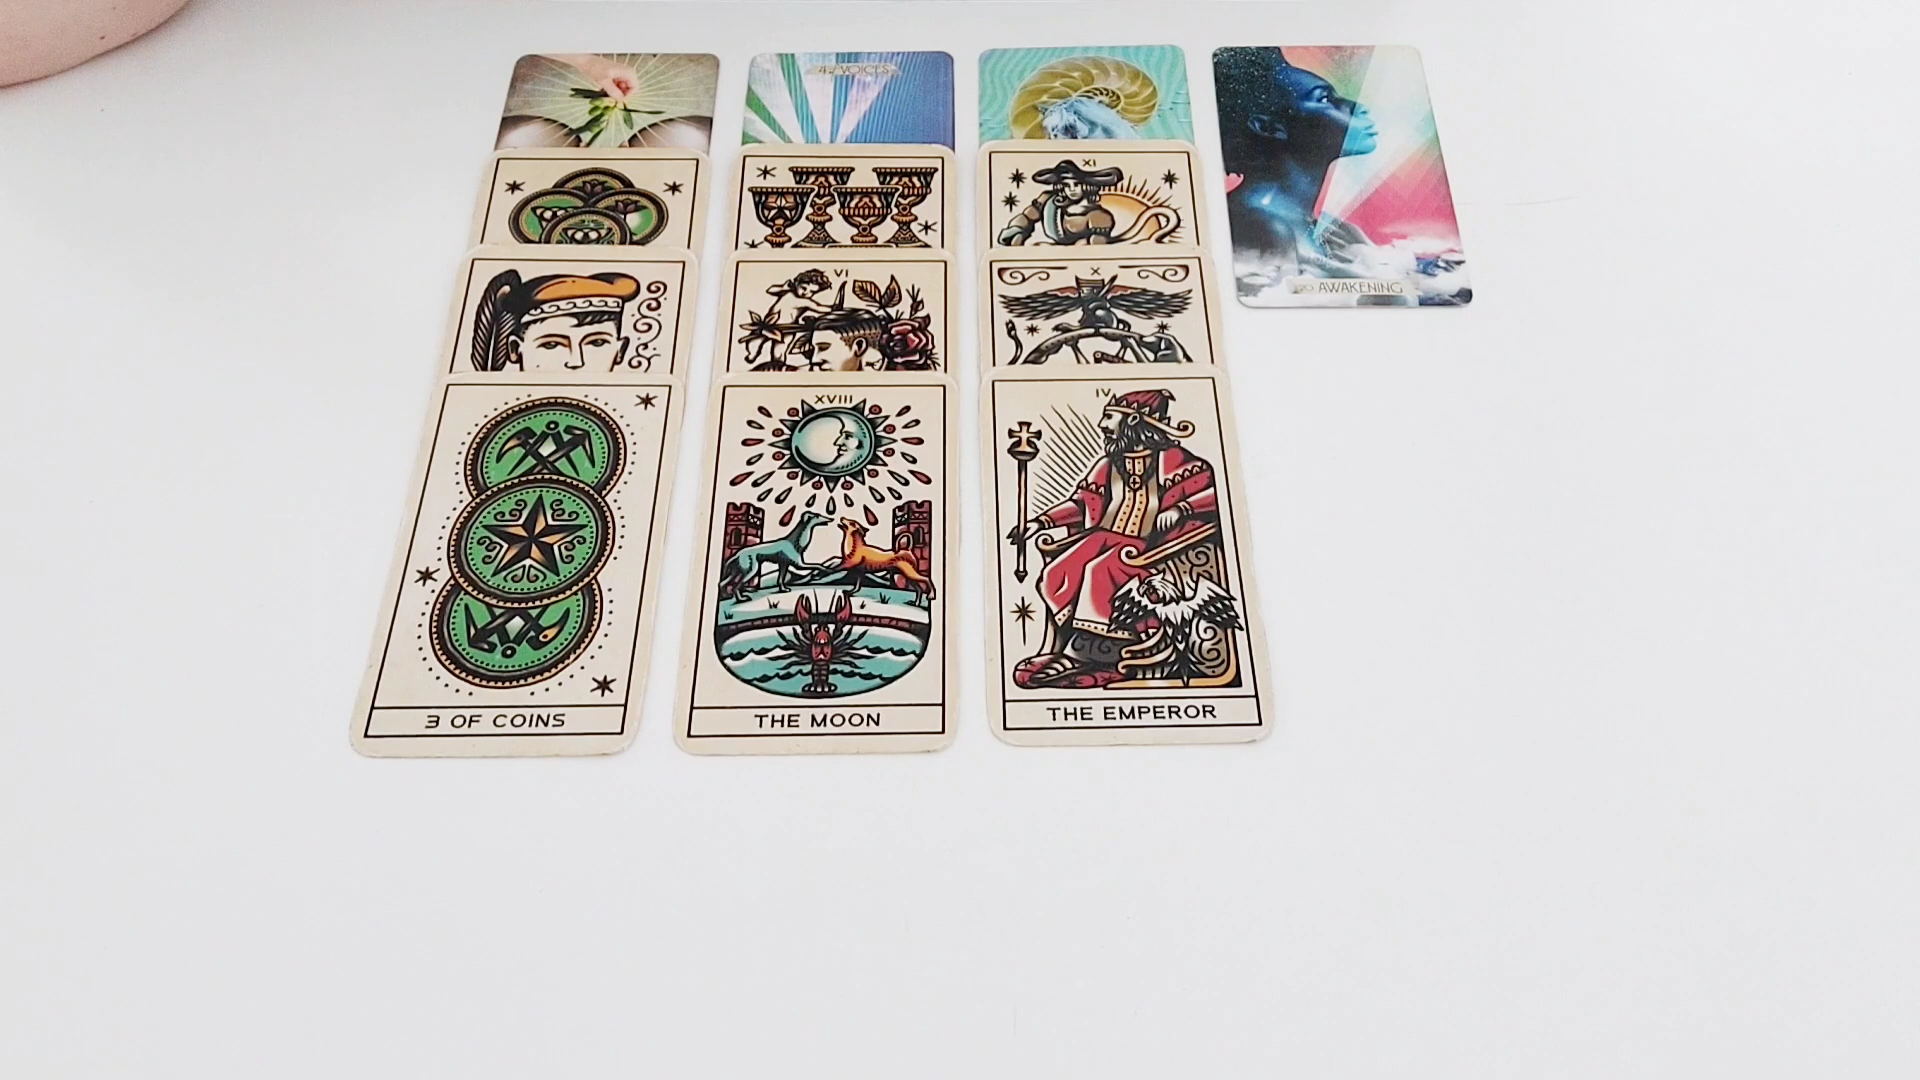 VOICES
XI
VI
X
AWAKENING
XVIII
IV
3 OF COINS
THE MOON
THE EMPEROR